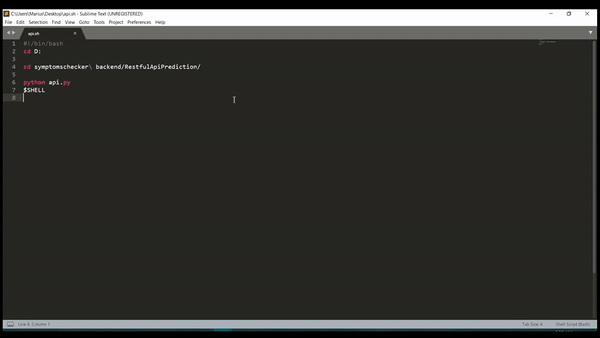 C:\Users\Marius\Desktop\api.sh - Sublime Text (UNREGISTERED)
File Edit Selection Find View Goto Tools Project Preferences Help
api.sh
1 #!/bin/bash
2 cd D:
3
4 cd symptomschecker\ backend/RestfulApiPrediction/
5
6 python api.py
7 $SHELL
8
Line 8, Column 1 Tab Size: 4 Shell Script (Bash)